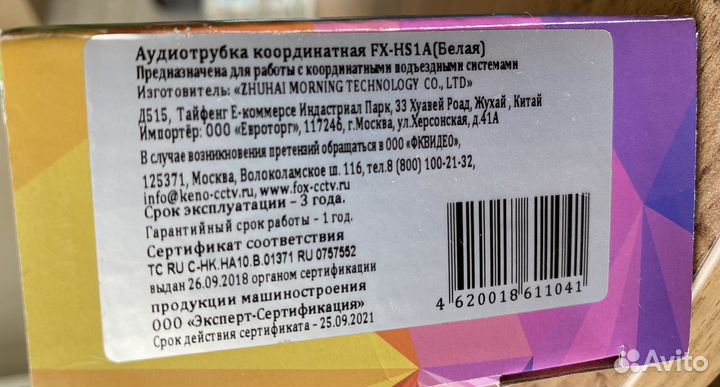 Аудиотрубка координатная FX-HS1A(Белая)
Предназначена для работы с координатными подъездными системами
Изготовитель: «ZHUHAI MORNING TECHNOLOGY CO., LTD»
Д515, Тайфенг Е-коммерсе Индастриал Парк, 33 Хуавей Роад, Жухай , Китай
Импортёр: ООО «Евроторг», 117246, г.Москва, ул.Херсонская, д.41А
В случае возникновения претензий обращаться в ООО «ФКВИДЕО»,
125371, Москва, Волоколамское ш. 116, тел.8 (800) 100-21-32,
info@keno-cctv.ru, www.fox-cctv.ru
Срок эксплуатации – 3 года.
Гарантийный срок работы – 1 год.
Сертификат соответствия
ТС RU C-HK.HA10.B.01371 RU 0757552
выдан 26.09.2018 органом сертификации
продукции машиностроения
ООО «Эксперт-Сертификация»
Срок действия сертификата – 25.09.2021
4 620018 611041
Avito